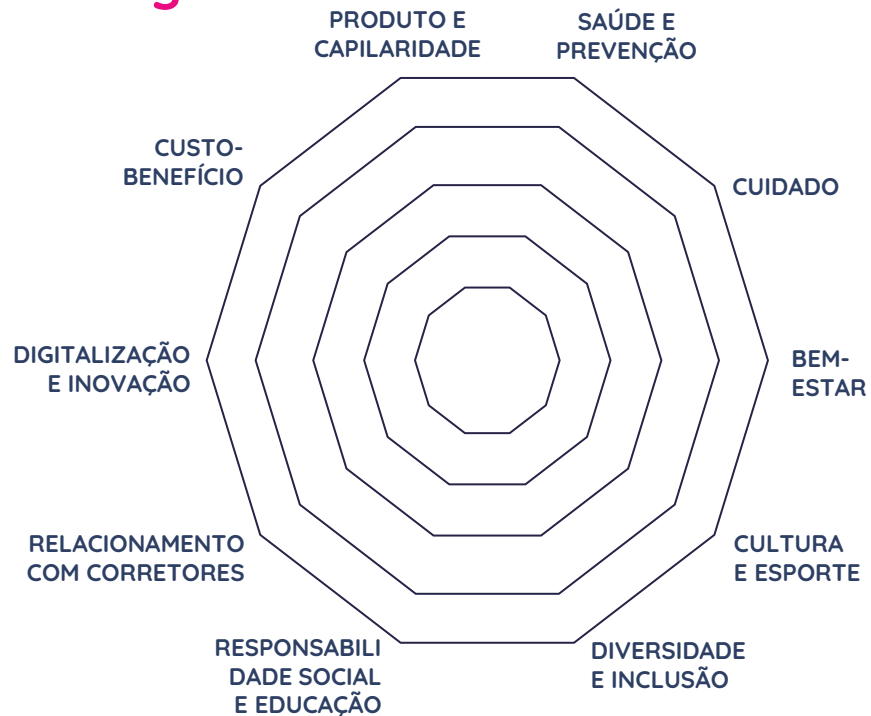 PRODUTO E
CAPILARIDADE
SAÚDE E
PREVENÇÃO
CUSTO-
BENEFÍCIO
CUIDADO
DIGITALIZAÇÃO
E INOVAÇÃO
BEM-
ESTAR
RELACIONAMENTO
COM CORRETORES
CULTURA
E ESPORTE
RESPONSABILI
DADE SOCIAL
E EDUCAÇÃO
DIVERSIDADE
E INCLUSÃO